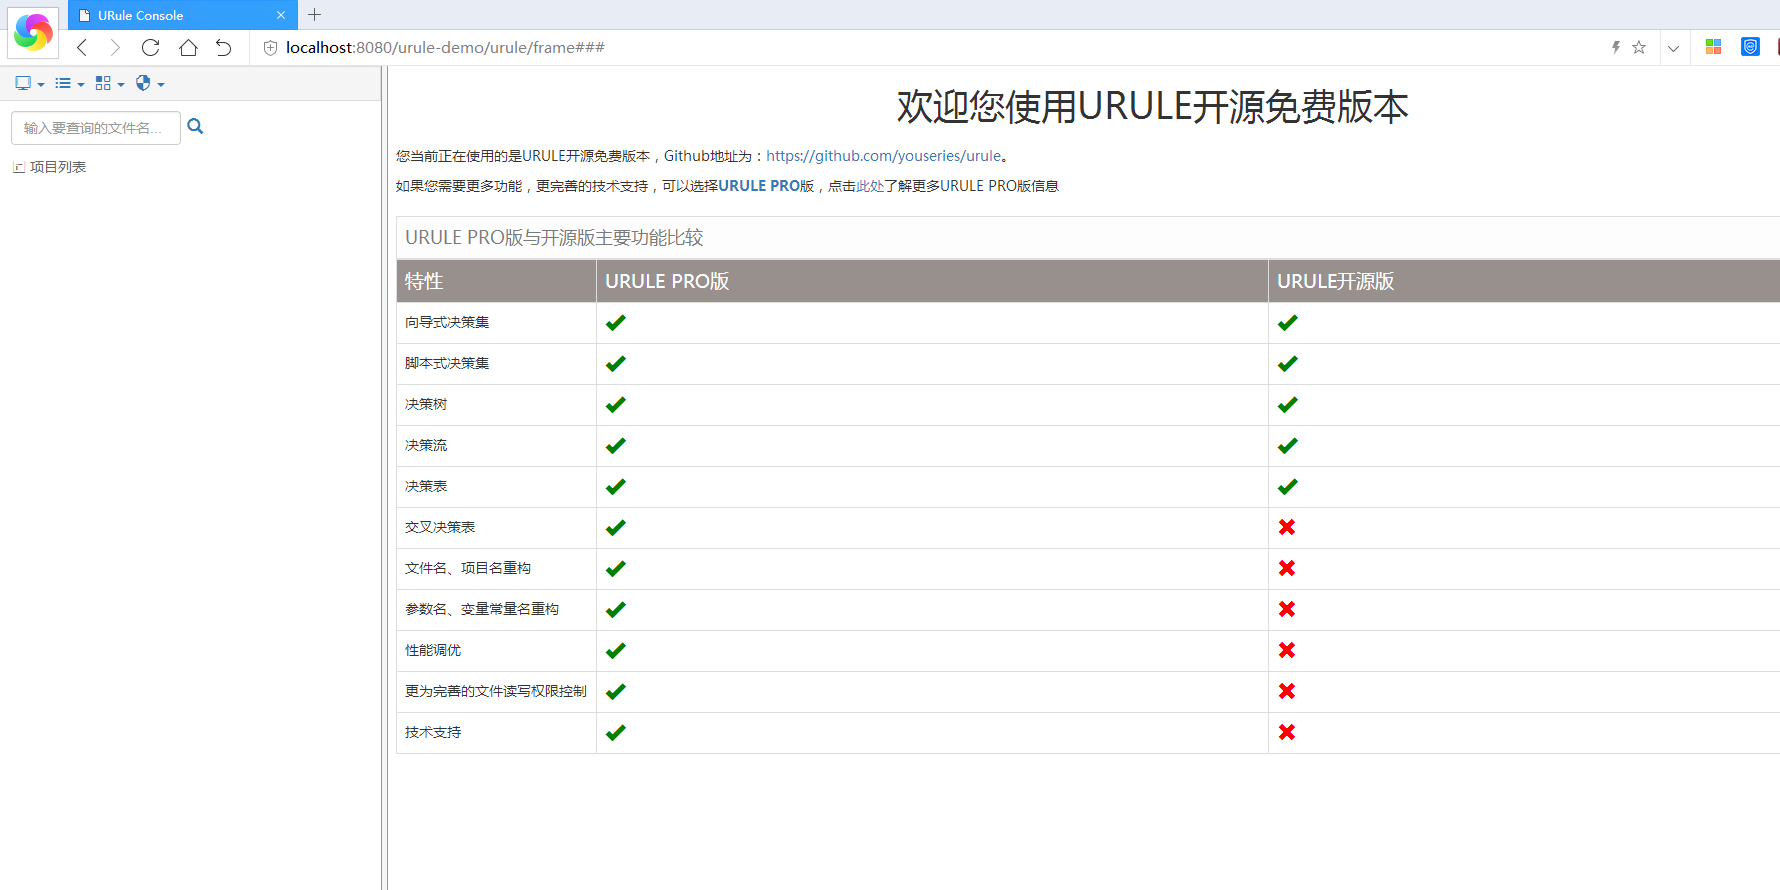 URule Console
localhost:8080/urule-demo/urule/frame###
输入要查询的文件名...
项目列表
欢迎您使用URULE开源免费版本
您当前正在使用的是URULE开源免费版本，Github地址为：https://github.com/youseries/urule。
如果您需要更多功能，更完善的技术支持，可以选择URULE PRO版，点击此处了解更多URULE PRO版信息
URULE PRO版与开源版主要功能比较
特性 URULE PRO版 URULE开源版
向导式决策集
脚本式决策集
决策树
决策流
决策表
交叉决策表
文件名、项目名重构
参数名、变量常量名重构
性能调优
更为完善的文件读写权限控制
技术支持